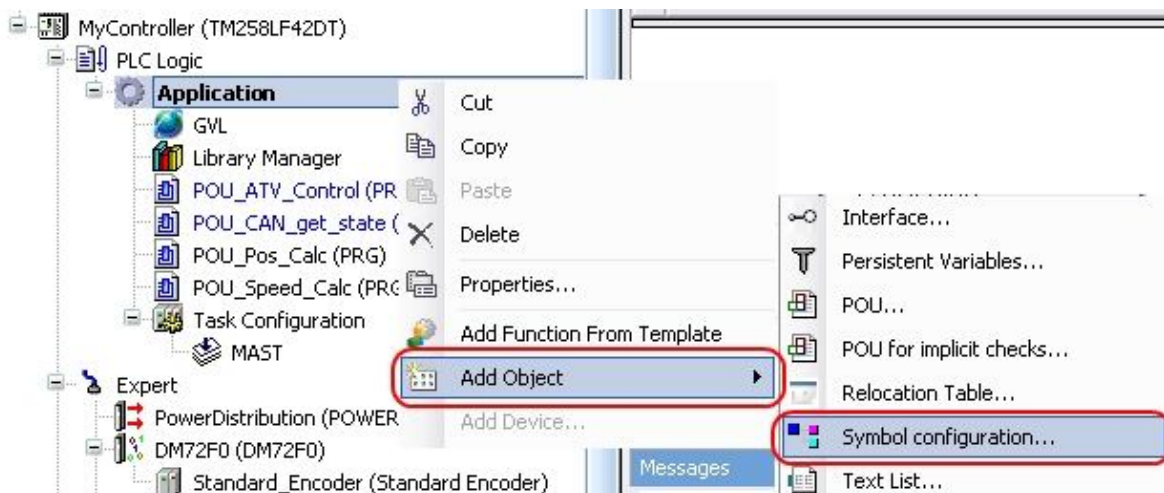 MyController (TM258LF42DT)
PLC Logic
Application
GVL
Library Manager
POU_ATV_Control (PR
POU_CAN_get_state (
POU_Pos_Calc (PRG)
POU_Speed_Calc (PRG
Task Configuration
MAST
Expert
PowerDistribution (POWER
DM72F0 (DM72F0)
Standard_Encoder (Standard Encoder)
Cut
Copy
Paste
Delete
Properties...
Add Function From Template
Add Object
Add Device...
Messages
Interface...
Persistent Variables...
POU...
POU for implicit checks...
Relocation Table...
Symbol configuration...
Text List...